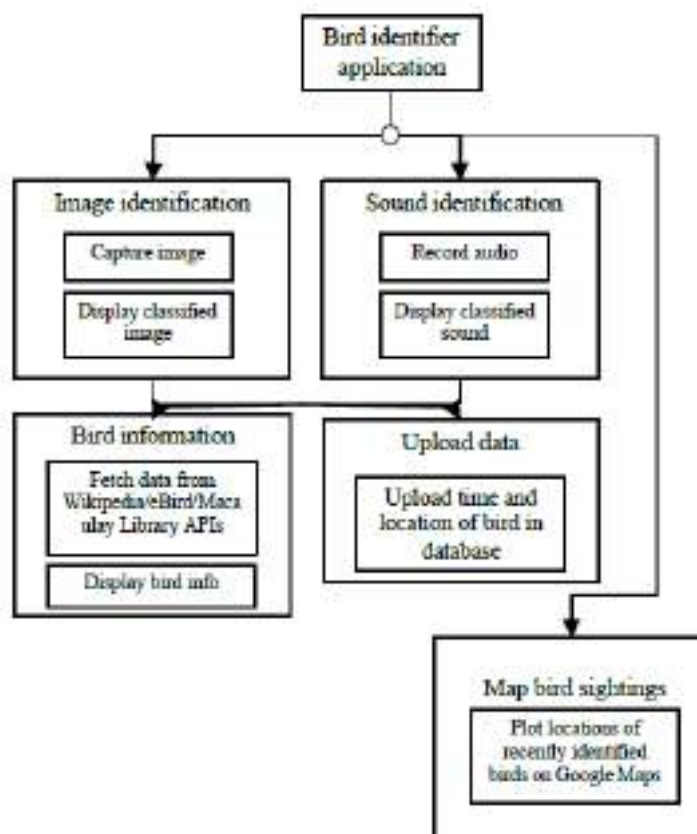 Bird identifier
application
Image identification
Capture image
Display classified
image
Sound identification
Record audio
Display classified
sound
Bird information
Fetch data from
Wikipedia/eBird/Maca
ulay Library APIs
Display bird info
Upload data
Upload time and
location of bird in
database
Map bird sightings
Plot locations of
recently identified
birds on Google Maps